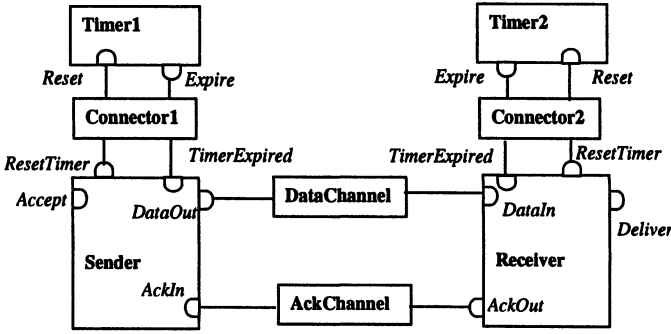 Timer1
Timer2
Reset
Expire
Expire
Reset
Connector1
Connector2
ResetTimer
TimerExpired
TimerExpired
ResetTimer
Accept
DataOut
DataChannel
DataIn
Deliver
Sender
Receiver
AckIn
AckChannel
AckOut